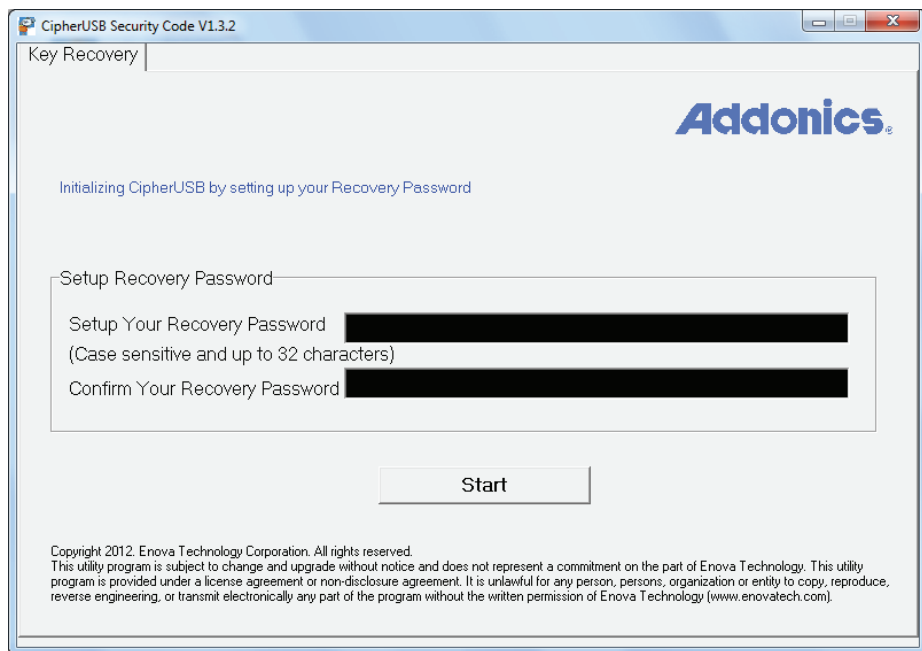 CipherUSB Security Code V1.3.2
Key Recovery
Addonics®
Initializing CipherUSB by setting up your Recovery Password
Setup Recovery Password
Setup Your Recovery Password
(Case sensitive and up to 32 characters)
Confirm Your Recovery Password
Start
Copyright 2012. Enova Technology Corporation. All rights reserved.
This utility program is subject to change and upgrade without notice and does not represent a commitment on the part of Enova Technology. This utility
program is provided under a license agreement or non-disclosure agreement. It is unlawful for any person, persons, organization or entity to copy, reproduce,
reverse engineering, or transmit electronically any part of the program without the written permission of Enova Technology (www.enovatech.com).